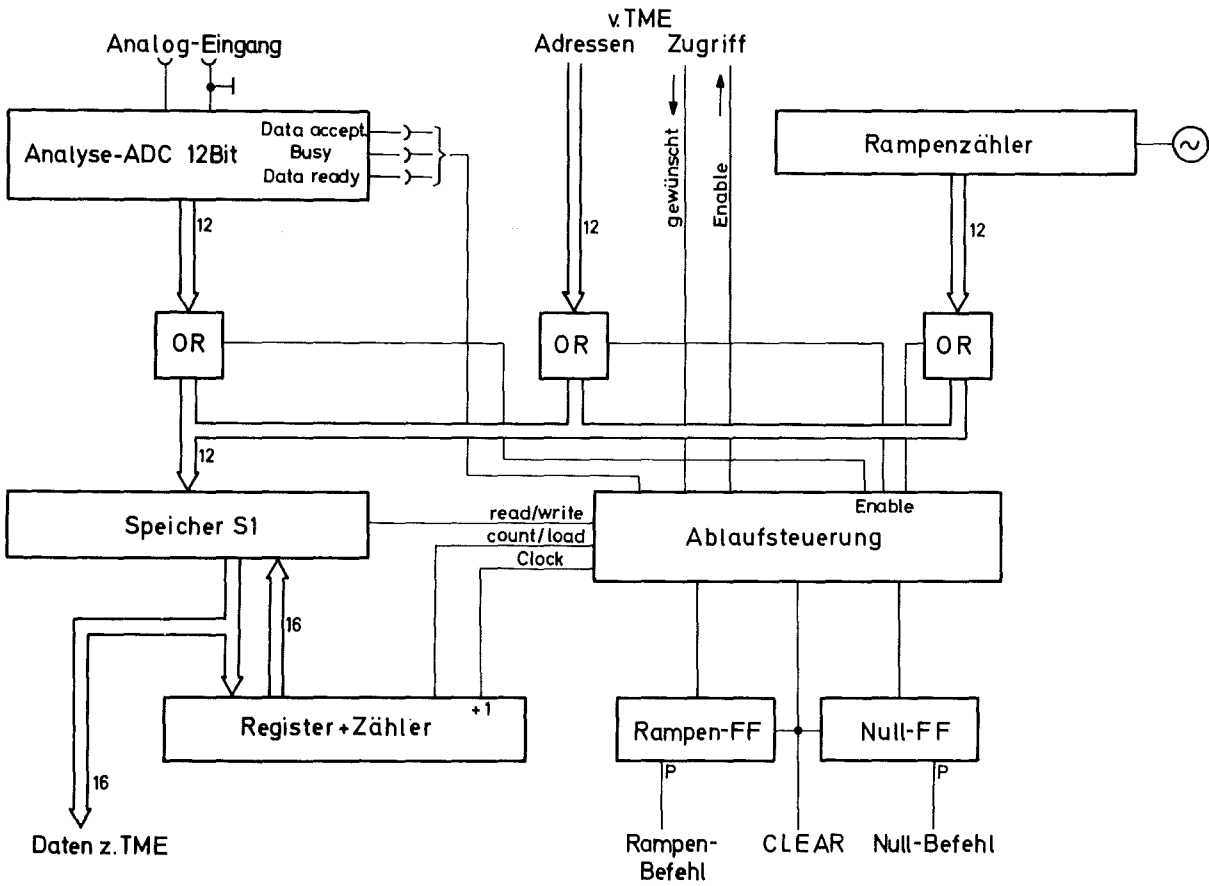 v.TME
Analog-Eingang
Adressen
Zugriff
Data accept.
Analyse-ADC 12Bit
Busy
Data ready
gewünscht
Enable
Rampenzähler
12
12
12
OR
OR
OR
12
Enable
Speicher S1
read/write
count/load
Clock
Ablaufsteuerung
16
+1
Register+Zähler
Rampen-FF
Null-FF
P
P
16
Daten z.TME
Rampen-
Befehl
CLEAR
Null-Befehl